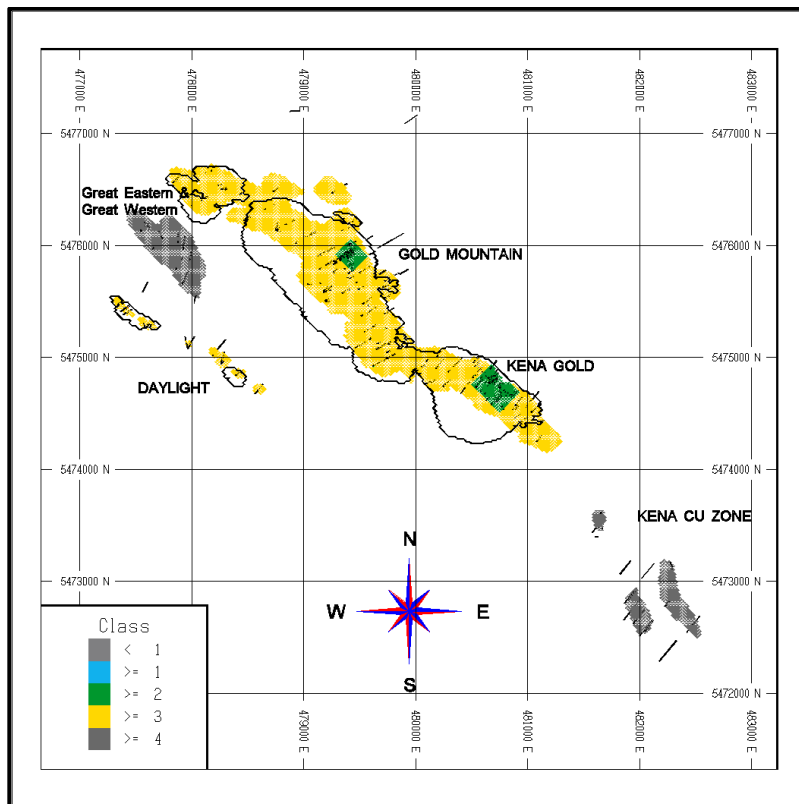 477000 E
478000 E
479000 E
480000 E
481000 E
482000 E
483000 E
5477000 N
5477000 N
Great Eastern &
Great Western
5476000 N
5476000 N
GOLD MOUNTAIN
5475000 N
5475000 N
KENA GOLD
DAYLIGHT
5474000 N
5474000 N
KENA CU ZONE
N
5473000 N
5473000 N
W
E
S
Class
< 1
>= 1
>= 2
>= 3
>= 4
5472000 N
479000 E
480000 E
481000 E
482000 E
483000 E